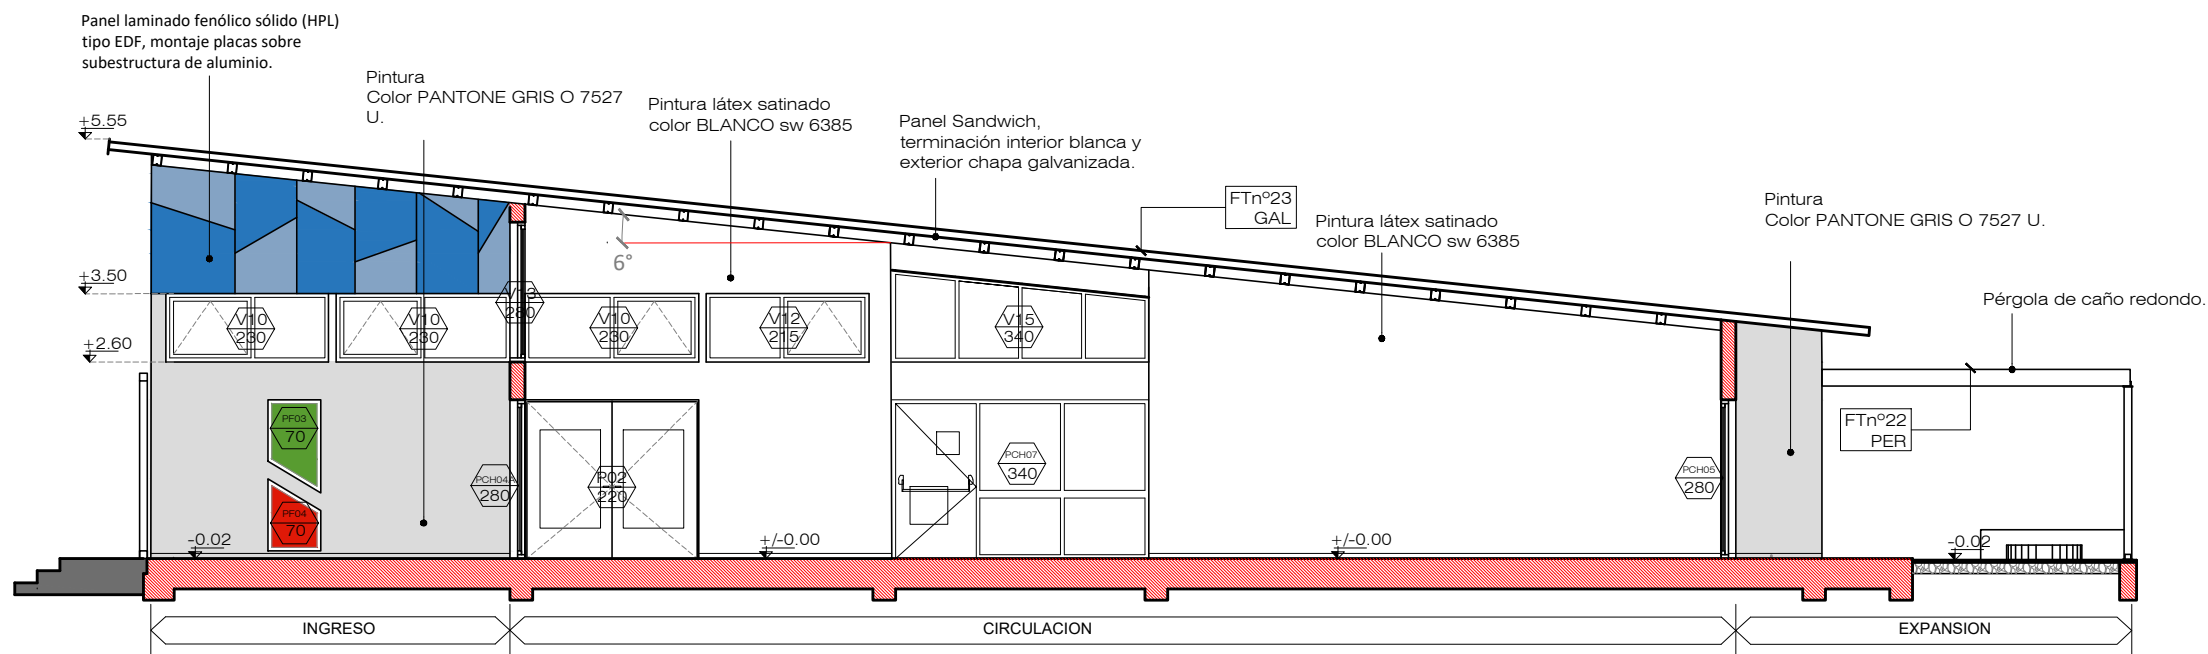 Panel laminado fenólico sólido (HPL)
tipo EDF, montaje placas sobre
subestructura de aluminio.
Pintura
Color PANTONE GRIS O 7527
U.
Pintura látex satinado
color BLANCO sw 6385
Panel Sandwich,
terminación interior blanca y
exterior chapa galvanizada.
FTnº23
GAL
Pintura látex satinado
color BLANCO sw 6385
Pintura
Color PANTONE GRIS O 7527 U.
Pérgola de caño redondo.
+5.55
+3.50
+2.60
6°
V10
230
V10
230
V13
280
V10
230
V12
215
V15
340
FTnº22
PER
PF03
70
PF04
70
PCH04A
280
P02
220
PCH07
340
PCH05
280
-0.02
+/-0.00
+/-0.00
-0.02
INGRESO
CIRCULACION
EXPANSION